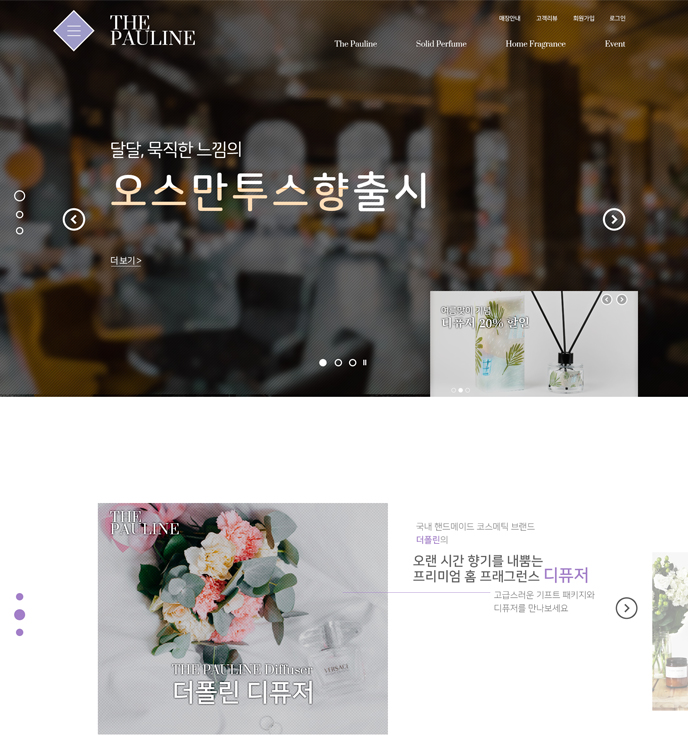 THE
PAULINE
매장안내 고객리뷰 회원가입 로그인
The Pauline Solid Perfume Home Fragrance Event
달달, 묵직한 느낌의
오스만투스향출시
더보기>
여름맞이 기념
디퓨저 20% 할인
THE
PAULINE
국내 핸드메이드 코스메틱 브랜드
더폴린의
오랜 시간 향기를 내뿜는
프리미엄 홈 프래그런스 디퓨저
고급스러운 기프트 패키지와
디퓨저를 만나보세요
VERSACE
THE PAULINE Diffuser
더폴린 디퓨저